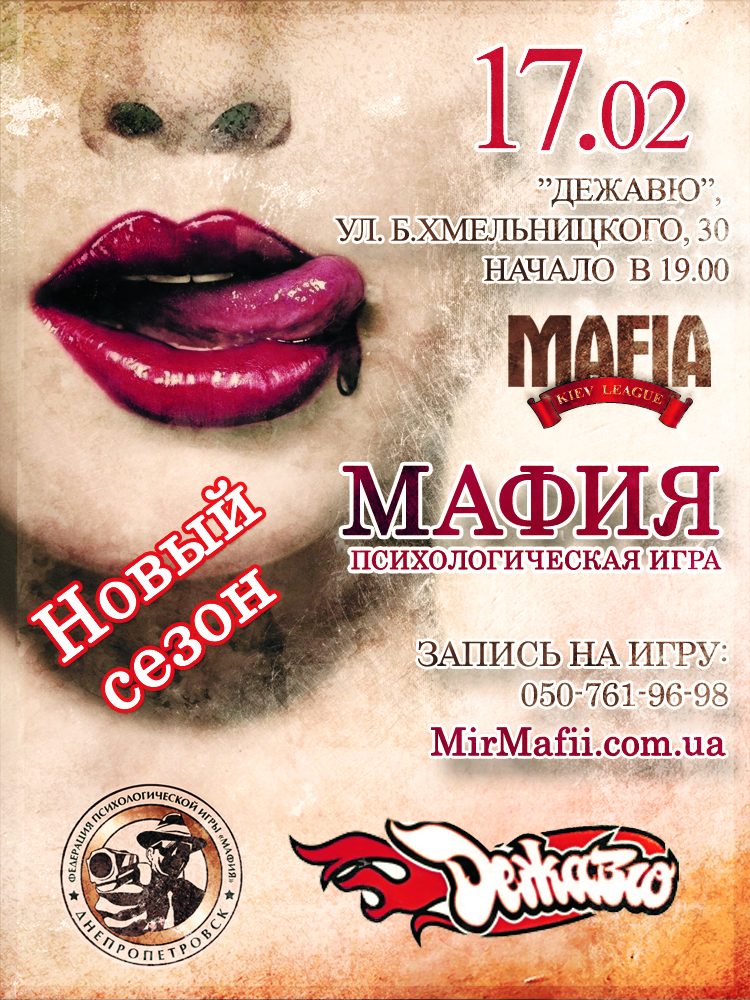 17.02
”ДЕЖАВЮ”,
УЛ. Б.ХМЕЛЬНИЦКОГО, 30
НАЧАЛО В 19.00
MAFIA
KIEV LEAGUE
МАФИЯ
ПСИХОЛОГИЧЕСКАЯ ИГРА
Новый
сезон
ЗАПИСЬ НА ИГРУ:
050-761-96-98
MirMafii.com.ua
ФЕДЕРАЦИЯ ПСИХОЛОГИЧЕСКОЙ ИГРЫ «МАФИЯ»
ДНЕПРОПЕТРОВСК
Дежавю